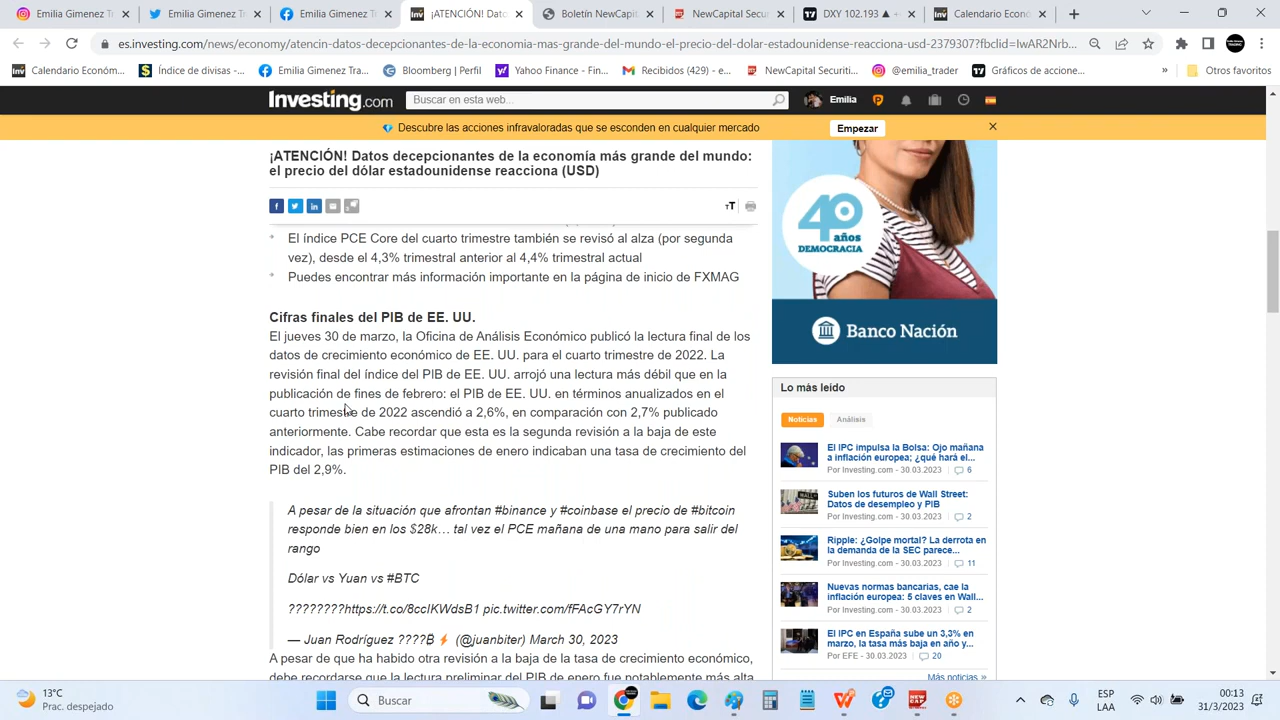 Emilia Gimenez T
Emilia Gimenez Tr
¡ATENCIÓN! Dato
Boletín NewCapit
NewCapital Secur
DXY 102.193 ▲
Calendario Econó
es.investing.com/news/economy/atencion-datos-decepcionantes-de-la-economia-mas-grande-del-mundo-el-precio-del-dolar-estadounidense-reacciona-usd-2379307?fbclid=IwAR2Nrb...
Calendario Económ...
Índice de divisas -...
Emilia Gimenez Tra...
Bloomberg | Perfil
Yahoo Finance - Fin...
Recibidos (429) - e...
NewCapital Securiti...
@emilia_trader
Gráficos de accione...
»
Otros favoritos
Investing.com
Buscar en esta web...
Emilia
Descubre las acciones infravaloradas que se esconden en cualquier mercado
Empezar
¡ATENCIÓN! Datos decepcionantes de la economía más grande del mundo:
el precio del dólar estadounidense reacciona (USD)
TT
El índice PCE Core del cuarto trimestre también se revisó al alza (por segunda
vez), desde el 4,3% trimestral anterior al 4,4% trimestral actual
Puedes encontrar más información importante en la página de inicio de FXMAG
Cifras finales del PIB de EE. UU.
El jueves 30 de marzo, la Oficina de Análisis Económico publicó la lectura final de los
datos de crecimiento económico de EE. UU. para el cuarto trimestre de 2022. La
revisión final del índice del PIB de EE. UU. arrojó una lectura más débil que en la
publicación de fines de febrero: el PIB de EE. UU. en términos anualizados en el
cuarto trimestre de 2022 ascendió a 2,6%, en comparación con 2,7% publicado
anteriormente. Cabe recordar que esta es la segunda revisión a la baja de este
indicador, las primeras estimaciones de enero indicaban una tasa de crecimiento del
PIB del 2,9%.
A pesar de la situación que afrontan #binance y #coinbase el precio de #bitcoin
responde bien en los $28k… tal vez el PCE mañana de una mano para salir del
rango
Dólar vs Yuan vs #BTC
????????https://t.co/8ccIKWdsB1 pic.twitter.com/fFAcGY7rYN
— Juan Rodríguez ????B⚡ (@juanbiter) March 30, 2023
A pesar de que ha habido otra revisión a la baja de la tasa de crecimiento económico,
debe recordarse que la lectura preliminar del PIB de enero fue notablemente más alta
40
años
DEMOCRACIA
Banco Nación
Lo más leído
Noticias
Análisis
El IPC impulsa la Bolsa: Ojo mañana
a inflación europea; ¿qué hará el...
Por Investing.com - 30.03.2023 | 6
Suben los futuros de Wall Street:
Datos de desempleo y PIB
Por Investing.com - 30.03.2023 | 2
Ripple: ¿Golpe mortal? La derrota en
la demanda de la SEC parece...
Por Investing.com - 30.03.2023 | 11
Nuevas normas bancarias, cae la
inflación europea: 5 claves en Wall...
Por Investing.com - 30.03.2023 | 2
El IPC en España sube un 3,3% en
marzo, la tasa más baja en año y...
Por EFE - 30.03.2023 | 20
Más noticias »
13°C
Prac. despejado
Buscar
ESP
LAA
00:13
31/3/2023